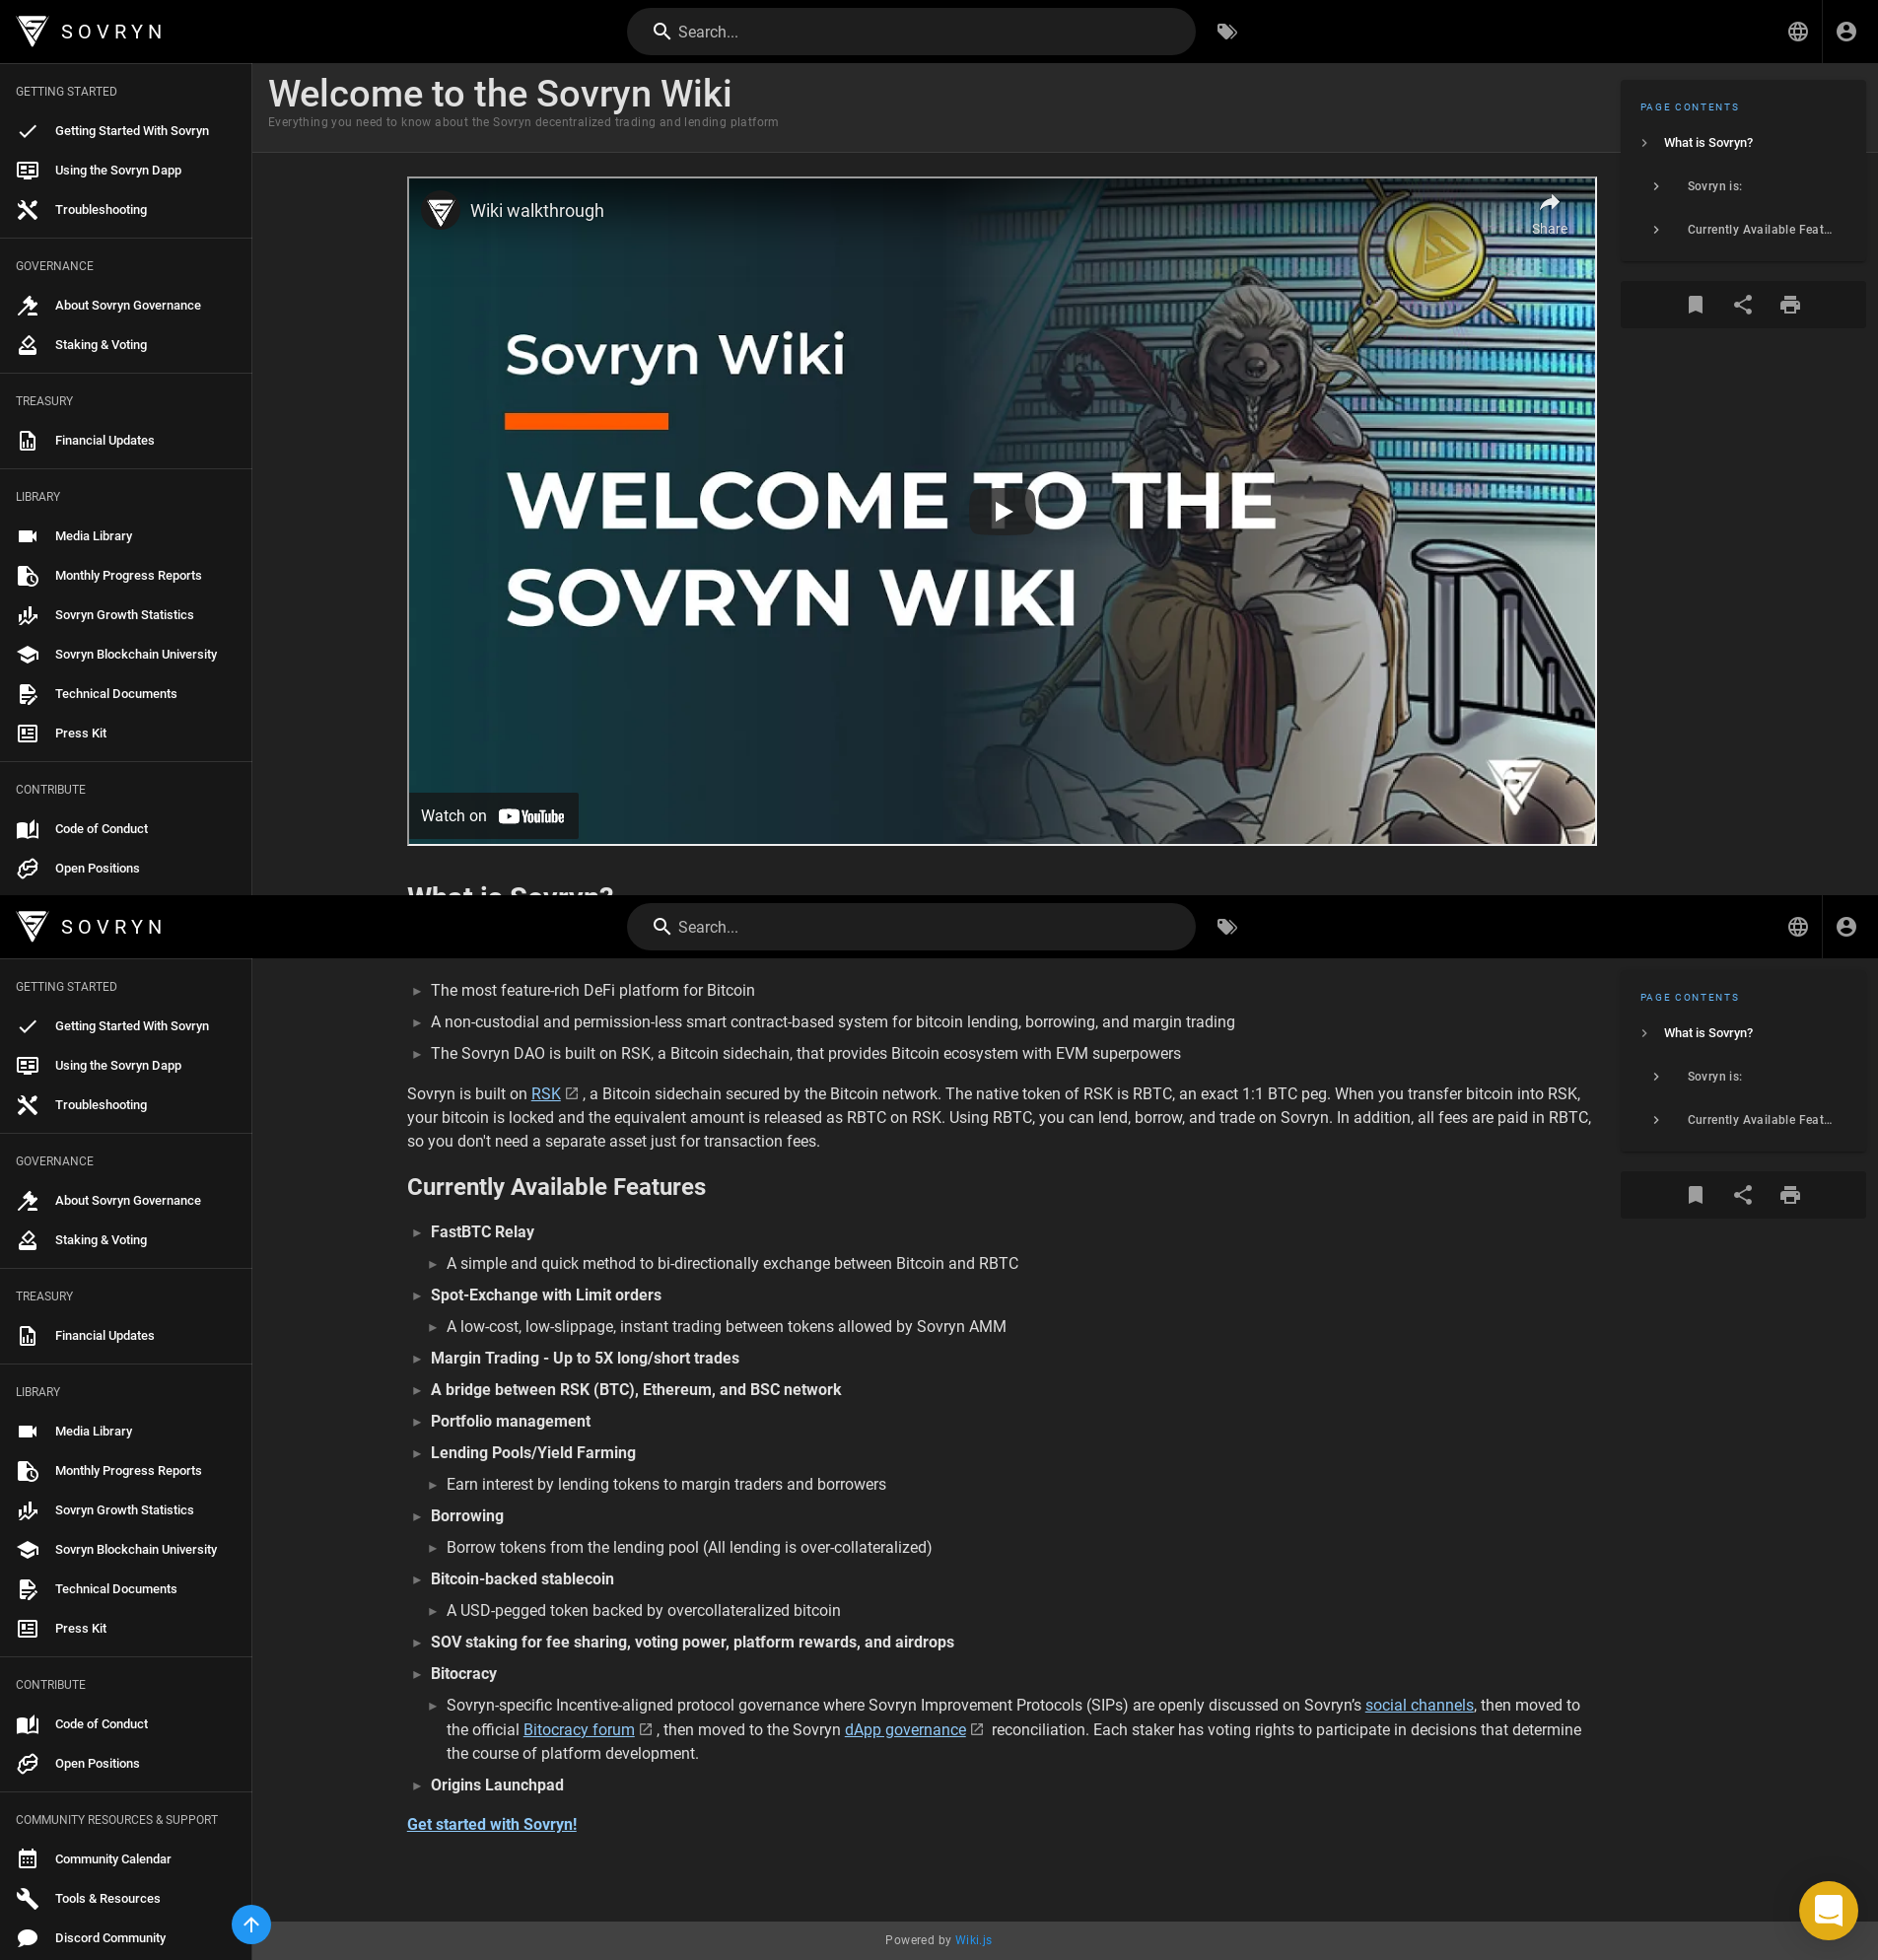 SOVRYN
Search...
GETTING STARTED
Getting Started With Sovryn
Using the Sovryn Dapp
Troubleshooting
GOVERNANCE
About Sovryn Governance
Staking & Voting
TREASURY
Financial Updates
LIBRARY
Media Library
Monthly Progress Reports
Sovryn Growth Statistics
Sovryn Blockchain University
Technical Documents
Press Kit
CONTRIBUTE
Code of Conduct
Open Positions
Welcome to the Sovryn Wiki
Everything you need to know about the Sovryn decentralized trading and lending platform
Wiki walkthrough
Share
Sovryn Wiki
WELCOME TO THE
SOVRYN WIKI
Watch on YouTube
What is Sovryn?
PAGE CONTENTS
What is Sovryn?
Sovryn is:
Currently Available Feat...
SOVRYN
Search...
GETTING STARTED
Getting Started With Sovryn
Using the Sovryn Dapp
Troubleshooting
GOVERNANCE
About Sovryn Governance
Staking & Voting
TREASURY
Financial Updates
LIBRARY
Media Library
Monthly Progress Reports
Sovryn Growth Statistics
Sovryn Blockchain University
Technical Documents
Press Kit
CONTRIBUTE
Code of Conduct
Open Positions
COMMUNITY RESOURCES & SUPPORT
Community Calendar
Tools & Resources
Discord Community
The most feature-rich DeFi platform for Bitcoin
A non-custodial and permission-less smart contract-based system for bitcoin lending, borrowing, and margin trading
The Sovryn DAO is built on RSK, a Bitcoin sidechain, that provides Bitcoin ecosystem with EVM superpowers
Sovryn is built on RSK , a Bitcoin sidechain secured by the Bitcoin network. The native token of RSK is RBTC, an exact 1:1 BTC peg. When you transfer bitcoin into RSK,
your bitcoin is locked and the equivalent amount is released as RBTC on RSK. Using RBTC, you can lend, borrow, and trade on Sovryn. In addition, all fees are paid in RBTC,
so you don't need a separate asset just for transaction fees.
Currently Available Features
FastBTC Relay
A simple and quick method to bi-directionally exchange between Bitcoin and RBTC
Spot-Exchange with Limit orders
A low-cost, low-slippage, instant trading between tokens allowed by Sovryn AMM
Margin Trading - Up to 5X long/short trades
A bridge between RSK (BTC), Ethereum, and BSC network
Portfolio management
Lending Pools/Yield Farming
Earn interest by lending tokens to margin traders and borrowers
Borrowing
Borrow tokens from the lending pool (All lending is over-collateralized)
Bitcoin-backed stablecoin
A USD-pegged token backed by overcollateralized bitcoin
SOV staking for fee sharing, voting power, platform rewards, and airdrops
Bitocracy
Sovryn-specific Incentive-aligned protocol governance where Sovryn Improvement Protocols (SIPs) are openly discussed on Sovryn’s social channels, then moved to
the official Bitocracy forum , then moved to the Sovryn dApp governance reconciliation. Each staker has voting rights to participate in decisions that determine
the course of platform development.
Origins Launchpad
Get started with Sovryn!
PAGE CONTENTS
What is Sovryn?
Sovryn is:
Currently Available Feat...
Powered by Wiki.js